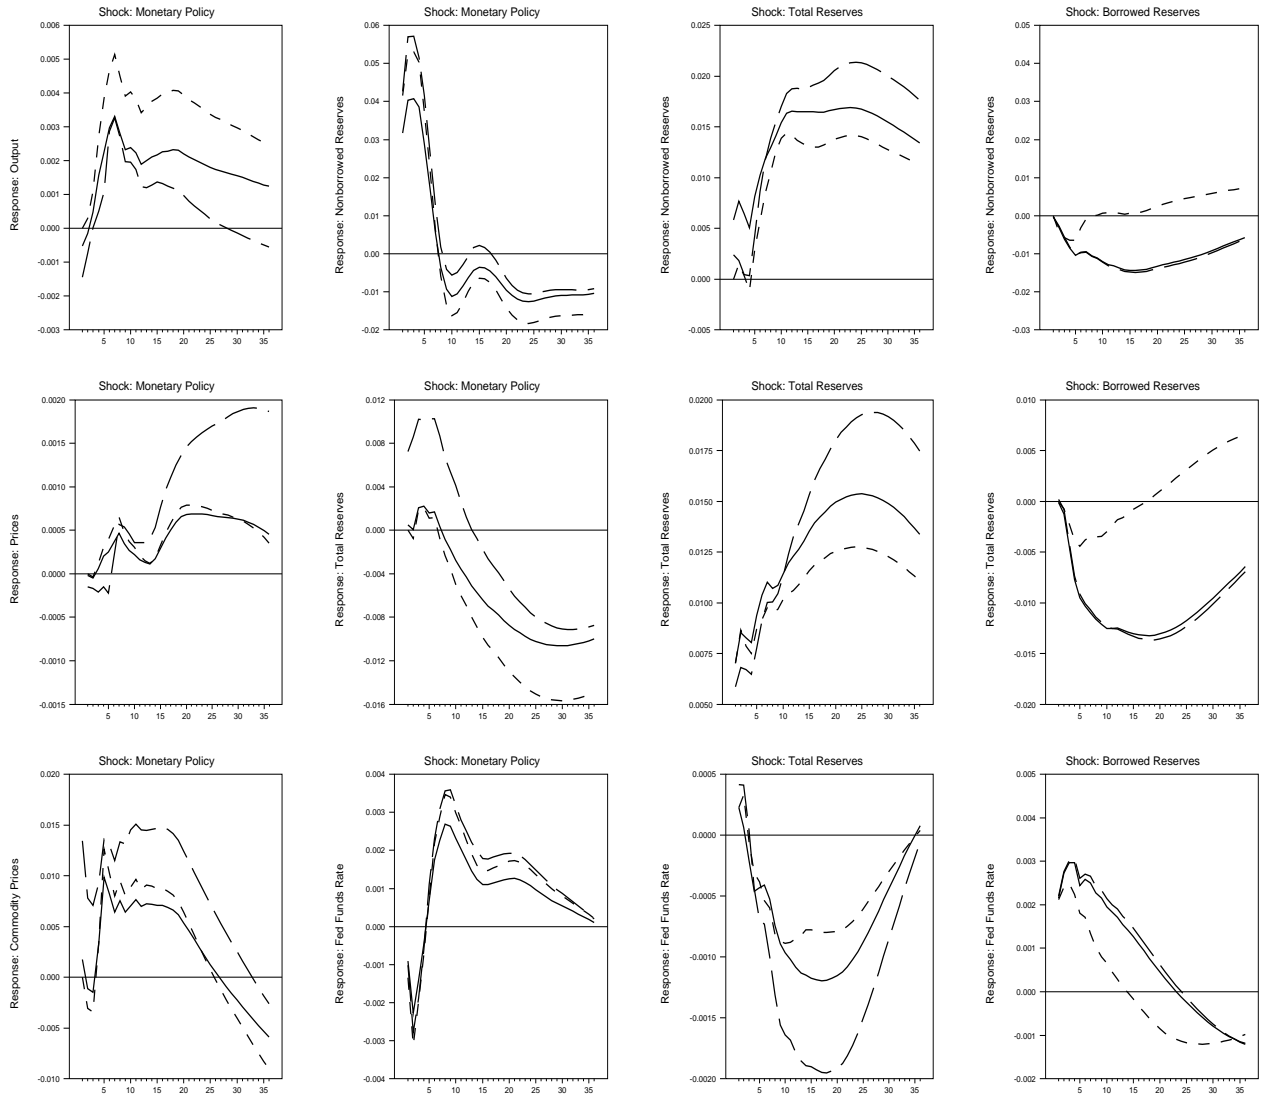 Shock: Monetary Policy
Response: Output
0.006
0.005
0.004
0.003
0.002
0.001
0.000
-0.001
-0.002
-0.003
5 10 15 20 25 30 35
Shock: Monetary Policy
Response: Nonborrowed Reserves
0.06
0.05
0.04
0.03
0.02
0.01
0.00
-0.01
-0.02
5 10 15 20 25 30 35
Shock: Total Reserves
Response: Nonborrowed Reserves
0.025
0.020
0.015
0.010
0.005
0.000
-0.005
5 10 15 20 25 30 35
Shock: Borrowed Reserves
Response: Nonborrowed Reserves
0.05
0.04
0.03
0.02
0.01
0.00
-0.01
-0.02
-0.03
5 10 15 20 25 30 35
Shock: Monetary Policy
Response: Prices
0.0020
0.0015
0.0010
0.0005
0.0000
-0.0005
-0.0010
-0.0015
5 10 15 20 25 30 35
Shock: Monetary Policy
Response: Total Reserves
0.012
0.008
0.004
0.000
-0.004
-0.008
-0.012
-0.016
5 10 15 20 25 30 35
Shock: Total Reserves
Response: Total Reserves
0.0200
0.0175
0.0150
0.0125
0.0100
0.0075
0.0050
5 10 15 20 25 30 35
Shock: Borrowed Reserves
Response: Total Reserves
0.010
0.005
0.000
-0.005
-0.010
-0.015
-0.020
5 10 15 20 25 30 35
Shock: Monetary Policy
Response: Commodity Prices
0.020
0.015
0.010
0.005
0.000
-0.005
-0.010
5 10 15 20 25 30 35
Shock: Monetary Policy
Response: Fed Funds Rate
0.004
0.003
0.002
0.001
0.000
-0.001
-0.002
-0.003
-0.004
5 10 15 20 25 30 35
Shock: Total Reserves
Response: Fed Funds Rate
0.0005
0.0000
-0.0005
-0.0010
-0.0015
-0.0020
5 10 15 20 25 30 35
Shock: Borrowed Reserves
Response: Fed Funds Rate
0.005
0.004
0.003
0.002
0.001
0.000
-0.001
-0.002
5 10 15 20 25 30 35